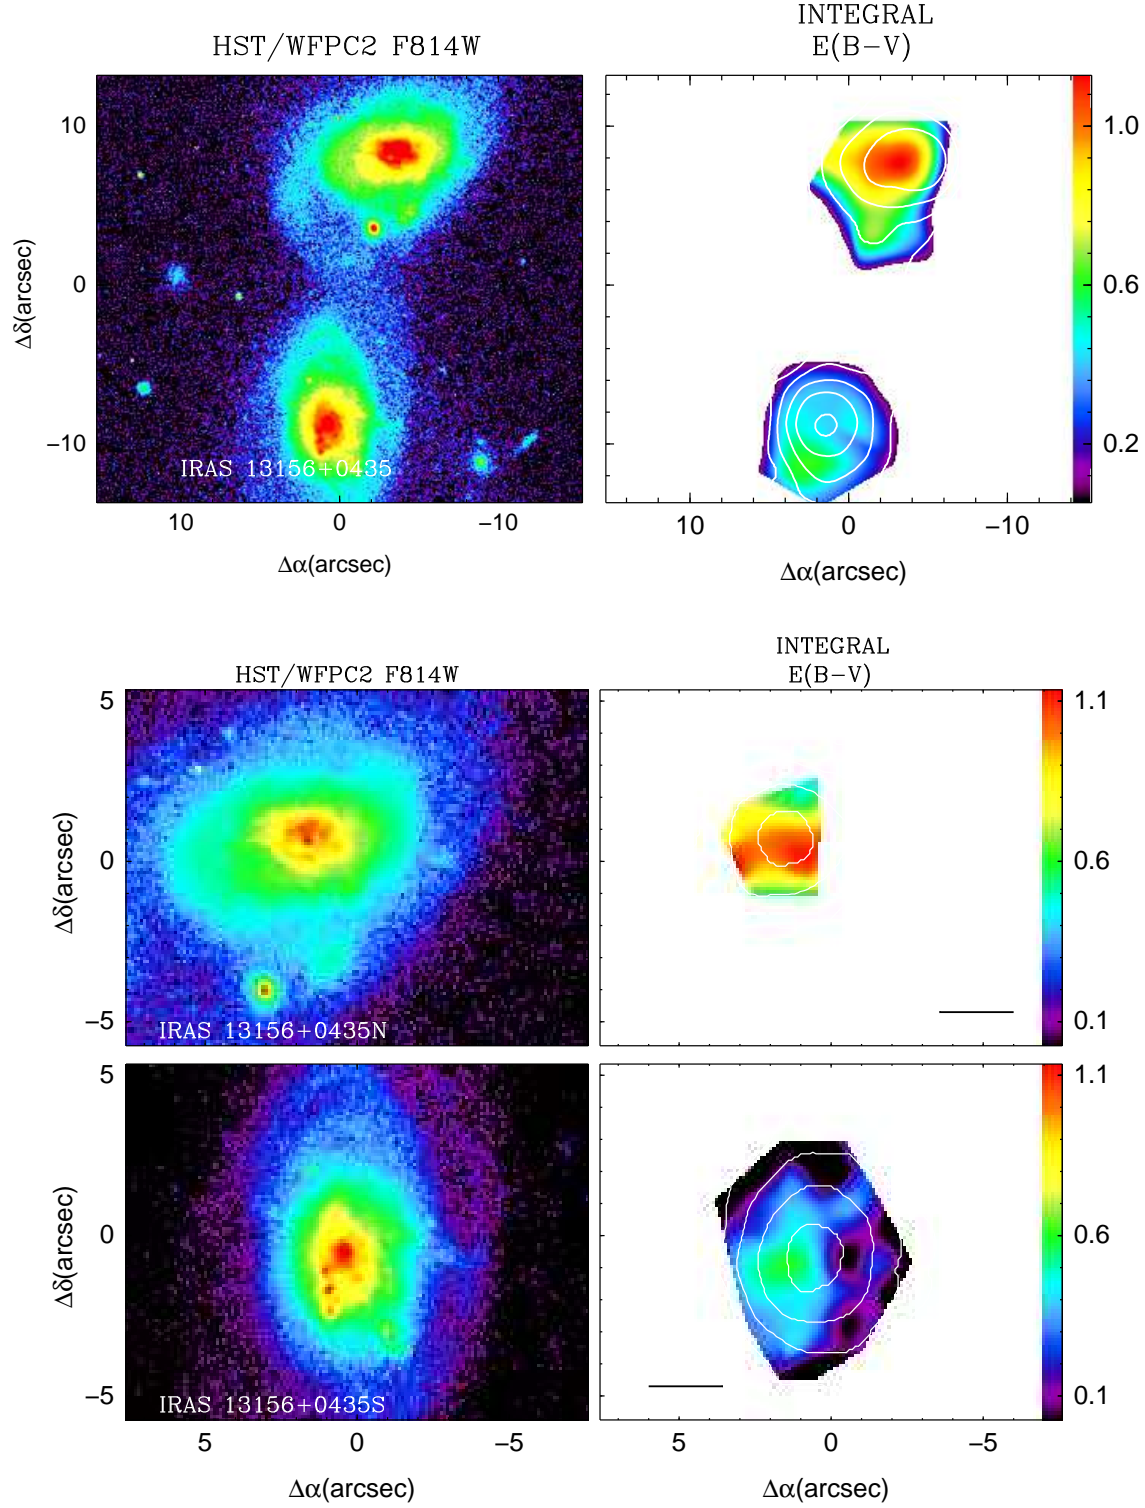 HST/WFPC2 F814W
INTEGRAL
E(B−V)
10
0
−10
Δδ(arcsec)
IRAS 13156+0435
10
0
−10
Δα(arcsec)
1.0
0.6
0.2
10
0
−10
Δα(arcsec)
HST/WFPC2 F814W
INTEGRAL
E(B−V)
5
0
−5
Δδ(arcsec)
IRAS 13156+0435N
1.1
0.6
0.1
5
0
−5
Δδ(arcsec)
IRAS 13156+0435S
1.1
0.6
0.1
5
0
−5
Δα(arcsec)
5
0
−5
Δα(arcsec)